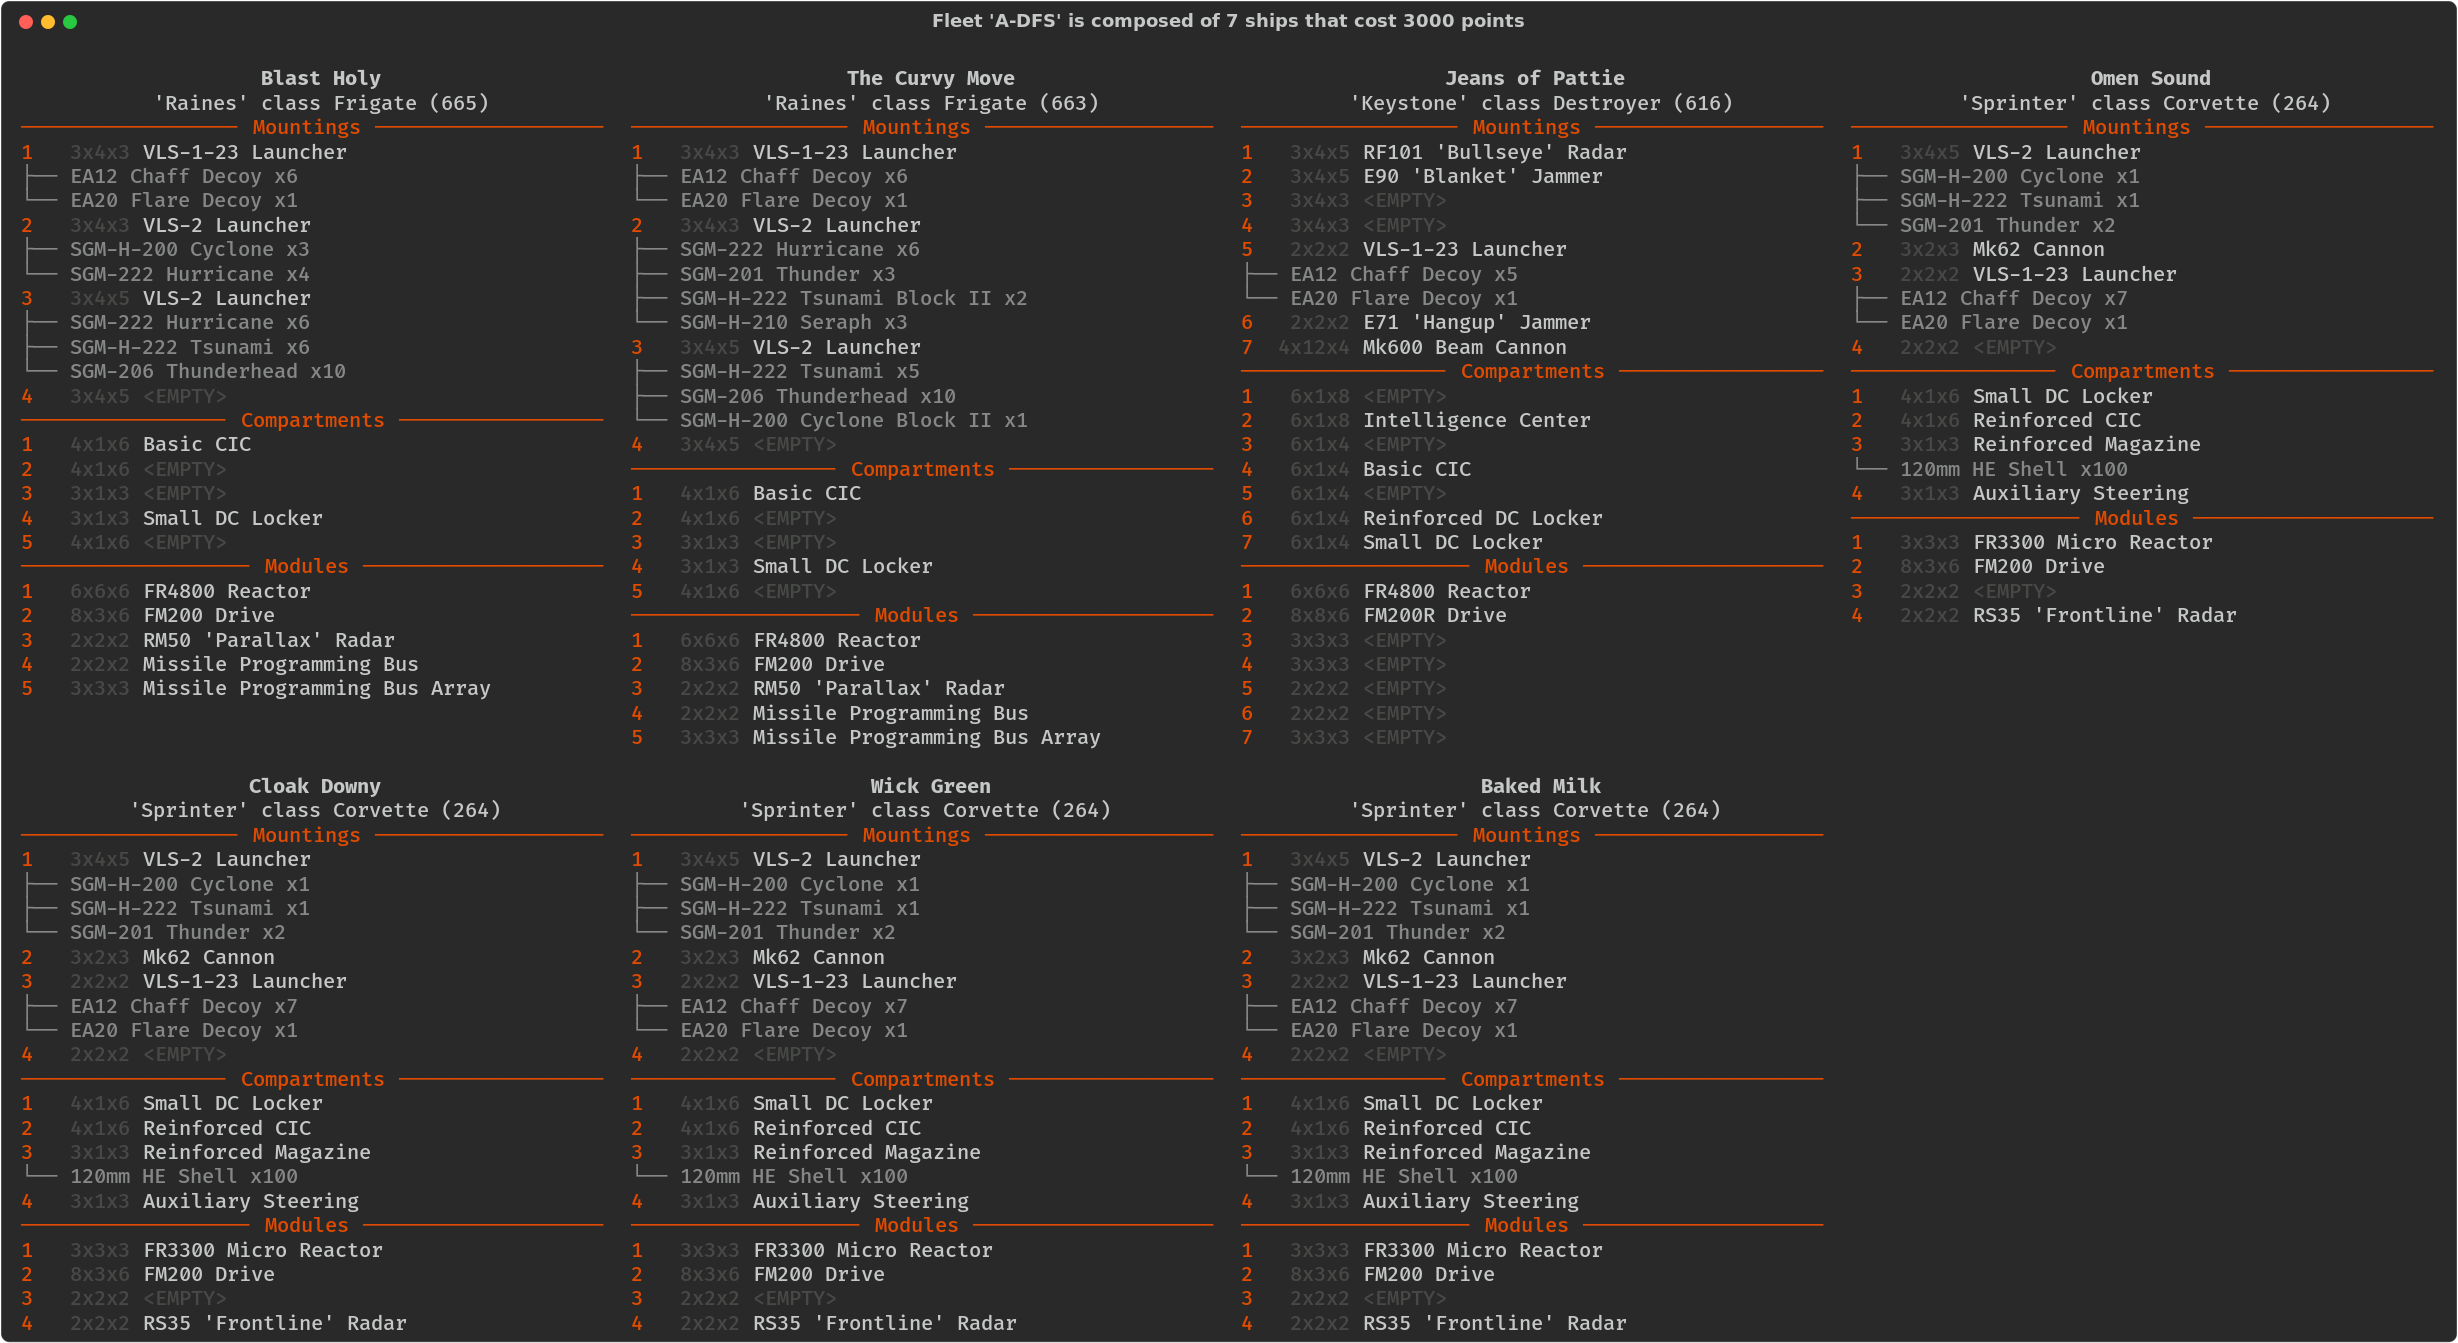 Fleet 'A-DFS' is composed of 7 ships that cost 3000 points
Blast Holy
'Raines' class Frigate (665)
Mountings
1 3x4x3 VLS-1-23 Launcher
EA12 Chaff Decoy x6
EA20 Flare Decoy x1
2 3x4x3 VLS-2 Launcher
SGM-H-200 Cyclone x3
SGM-222 Hurricane x4
3 3x4x5 VLS-2 Launcher
SGM-222 Hurricane x6
SGM-H-222 Tsunami x6
SGM-206 Thunderhead x10
4 3x4x5 <EMPTY>
Compartments
1 4x1x6 Basic CIC
2 4x1x6 <EMPTY>
3 3x1x3 <EMPTY>
4 3x1x3 Small DC Locker
5 4x1x6 <EMPTY>
Modules
1 6x6x6 FR4800 Reactor
2 8x3x6 FM200 Drive
3 2x2x2 RM50 'Parallax' Radar
4 2x2x2 Missile Programming Bus
5 3x3x3 Missile Programming Bus Array
The Curvy Move
'Raines' class Frigate (663)
Mountings
1 3x4x3 VLS-1-23 Launcher
EA12 Chaff Decoy x6
EA20 Flare Decoy x1
2 3x4x3 VLS-2 Launcher
SGM-222 Hurricane x6
SGM-201 Thunder x3
SGM-H-222 Tsunami Block II x2
SGM-H-210 Seraph x3
3 3x4x5 VLS-2 Launcher
SGM-H-222 Tsunami x5
SGM-206 Thunderhead x10
SGM-H-200 Cyclone Block II x1
4 3x4x5 <EMPTY>
Compartments
1 4x1x6 Basic CIC
2 4x1x6 <EMPTY>
3 3x1x3 <EMPTY>
4 3x1x3 Small DC Locker
5 4x1x6 <EMPTY>
Modules
1 6x6x6 FR4800 Reactor
2 8x3x6 FM200 Drive
3 2x2x2 RM50 'Parallax' Radar
4 2x2x2 Missile Programming Bus
5 3x3x3 Missile Programming Bus Array
Jeans of Pattie
'Keystone' class Destroyer (616)
Mountings
1 3x4x5 RF101 'Bullseye' Radar
2 3x4x5 E90 'Blanket' Jammer
3 3x4x3 <EMPTY>
4 3x4x3 <EMPTY>
5 2x2x2 VLS-1-23 Launcher
EA12 Chaff Decoy x5
EA20 Flare Decoy x1
6 2x2x2 E71 'Hangup' Jammer
7 4x12x4 Mk600 Beam Cannon
Compartments
1 6x1x8 <EMPTY>
2 6x1x8 Intelligence Center
3 6x1x4 <EMPTY>
4 6x1x4 Basic CIC
5 6x1x4 <EMPTY>
6 6x1x4 Reinforced DC Locker
7 6x1x4 Small DC Locker
Modules
1 6x6x6 FR4800 Reactor
2 8x8x6 FM200R Drive
3 3x3x3 <EMPTY>
4 3x3x3 <EMPTY>
5 2x2x2 <EMPTY>
6 2x2x2 <EMPTY>
7 3x3x3 <EMPTY>
Omen Sound
'Sprinter' class Corvette (264)
Mountings
1 3x4x5 VLS-2 Launcher
SGM-H-200 Cyclone x1
SGM-H-222 Tsunami x1
SGM-201 Thunder x2
2 3x2x3 Mk62 Cannon
3 2x2x2 VLS-1-23 Launcher
EA12 Chaff Decoy x7
EA20 Flare Decoy x1
4 2x2x2 <EMPTY>
Compartments
1 4x1x6 Small DC Locker
2 4x1x6 Reinforced CIC
3 3x1x3 Reinforced Magazine
120mm HE Shell x100
4 3x1x3 Auxiliary Steering
Modules
1 3x3x3 FR3300 Micro Reactor
2 8x3x6 FM200 Drive
3 2x2x2 <EMPTY>
4 2x2x2 RS35 'Frontline' Radar
Cloak Downy
'Sprinter' class Corvette (264)
Mountings
1 3x4x5 VLS-2 Launcher
SGM-H-200 Cyclone x1
SGM-H-222 Tsunami x1
SGM-201 Thunder x2
2 3x2x3 Mk62 Cannon
3 2x2x2 VLS-1-23 Launcher
EA12 Chaff Decoy x7
EA20 Flare Decoy x1
4 2x2x2 <EMPTY>
Compartments
1 4x1x6 Small DC Locker
2 4x1x6 Reinforced CIC
3 3x1x3 Reinforced Magazine
120mm HE Shell x100
4 3x1x3 Auxiliary Steering
Modules
1 3x3x3 FR3300 Micro Reactor
2 8x3x6 FM200 Drive
3 2x2x2 <EMPTY>
4 2x2x2 RS35 'Frontline' Radar
Wick Green
'Sprinter' class Corvette (264)
Mountings
1 3x4x5 VLS-2 Launcher
SGM-H-200 Cyclone x1
SGM-H-222 Tsunami x1
SGM-201 Thunder x2
2 3x2x3 Mk62 Cannon
3 2x2x2 VLS-1-23 Launcher
EA12 Chaff Decoy x7
EA20 Flare Decoy x1
4 2x2x2 <EMPTY>
Compartments
1 4x1x6 Small DC Locker
2 4x1x6 Reinforced CIC
3 3x1x3 Reinforced Magazine
120mm HE Shell x100
4 3x1x3 Auxiliary Steering
Modules
1 3x3x3 FR3300 Micro Reactor
2 8x3x6 FM200 Drive
3 2x2x2 <EMPTY>
4 2x2x2 RS35 'Frontline' Radar
Baked Milk
'Sprinter' class Corvette (264)
Mountings
1 3x4x5 VLS-2 Launcher
SGM-H-200 Cyclone x1
SGM-H-222 Tsunami x1
SGM-201 Thunder x2
2 3x2x3 Mk62 Cannon
3 2x2x2 VLS-1-23 Launcher
EA12 Chaff Decoy x7
EA20 Flare Decoy x1
4 2x2x2 <EMPTY>
Compartments
1 4x1x6 Small DC Locker
2 4x1x6 Reinforced CIC
3 3x1x3 Reinforced Magazine
120mm HE Shell x100
4 3x1x3 Auxiliary Steering
Modules
1 3x3x3 FR3300 Micro Reactor
2 8x3x6 FM200 Drive
3 2x2x2 <EMPTY>
4 2x2x2 RS35 'Frontline' Radar